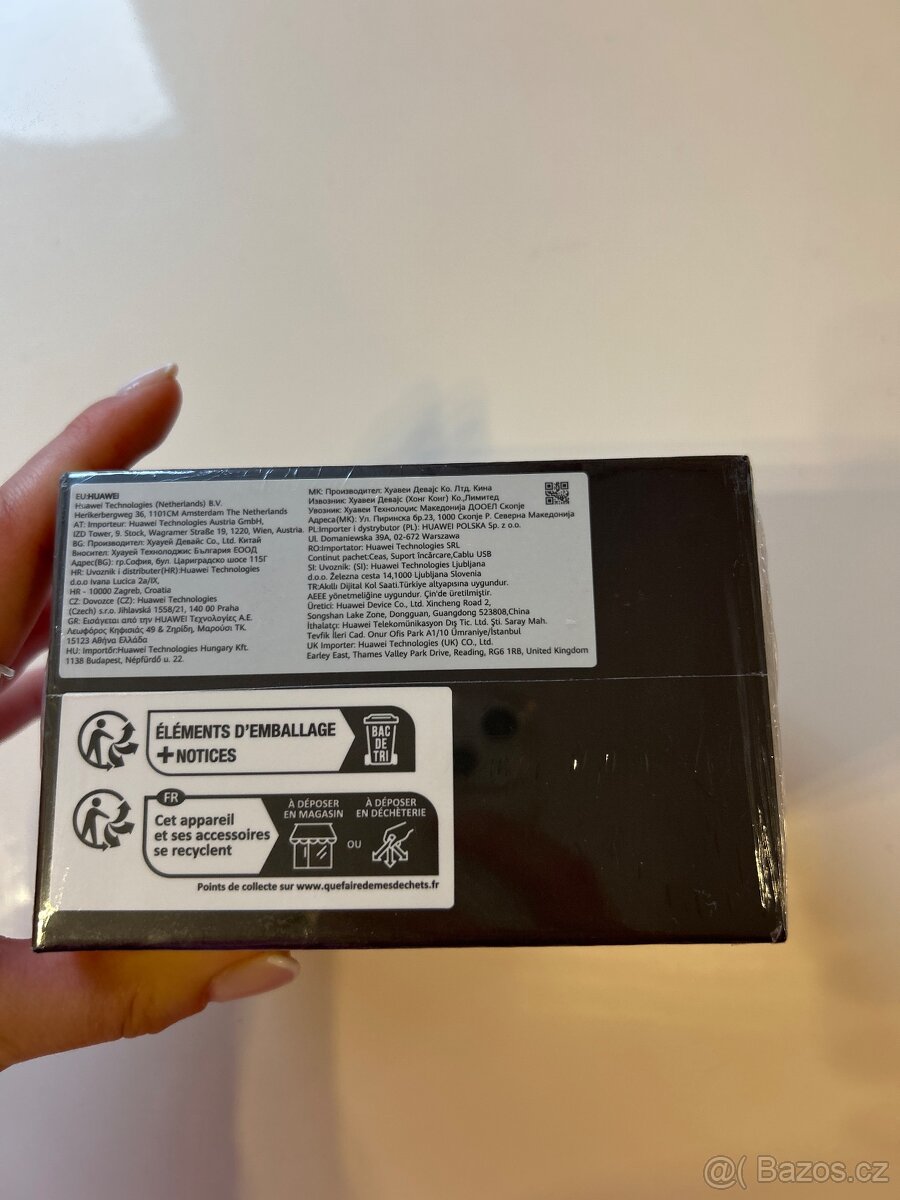 EU:HUAWEI
Huawei Technologies (Netherlands) B.V.
Herikerbergweg 36, 1101CM Amsterdam The Netherlands
AT: Importeur: Huawei Technologies Austria GmbH,
IZD Tower, 9. Stock, Wagramer Straße 19, 1220, Wien, Austria.
BG: Производител: Хуауей Девайс Со., Ltd. Китай
Вносител: Хуауей Технолоджис България ЕООД
Адрес(BG): гр.София, бул. Цариградско шосе 115Г
HR: Uvoznik i distributer(HR):Huawei Technologies
d.o.o Ivana Lucica 2a/IX,
HR - 10000 Zagreb, Croatia
CZ: Dovozce (CZ): Huawei Technologies
(Czech) s.r.o. Jihlavská 1558/21, 140 00 Praha
GR: Εισάγεται από την HUAWEI Τεχνολογίες Α.Ε.
Λεωφόρος Κηφισιάς 49 & Ζηρίδη, Μαρούσι ΤΚ.
15123 Αθήνα Ελλάδα
HU: Importőr:Huawei Technologies Hungary Kft.
1138 Budapest, Népfürdő u. 22.
MK: Производител: Хуавеи Девајс Ко. Лтд. Кина
Извозник: Хуавеи Девајс (Хонг Конг) Ко.,Лимитед
Увозник: Хуавеи Технолоџис Македонија ДООЕЛ Скопје
Адреса(MK): Ул. Пиринска бр.23, 1000 Скопје Р. Северна Македонија
PL:Importer i dystrybutor (PL): HUAWEI POLSKA Sp. z o.o.
Ul. Domaniewska 39A, 02-672 Warszawa
RO:Importator: Huawei Technologies SRL
Continut pachet:Ceas, Suport încărcare,Cablu USB
SI: Uvoznik: (SI): Huawei Technologies Ljubljana
d.o.o. Železna cesta 14,1000 Ljubljana Slovenia
TR:Akıllı Dijital Kol Saati.Türkiye altyapısına uygundur.
AEEE yönetmeliğine uygundur. Çin'de üretilmiştir.
Üretici: Huawei Device Co., Ltd. Xincheng Road 2,
Songshan Lake Zone, Dongguan, Guangdong 523808,China
İthalatçı: Huawei Telekomünikasyon Dış Tic. Ltd. Şti. Saray Mah.
Tevfik İleri Cad. Onur Ofis Park A1/10 Ümraniye/İstanbul
UK Importer: Huawei Technologies (UK) CO., Ltd.
Earley East, Thames Valley Park Drive, Reading, RG6 1RB, United Kingdom
ÉLÉMENTS D'EMBALLAGE
+NOTICES
BAC
DE
TRI
FR
Cet appareil
et ses accessoires
se recyclent
À DÉPOSER
EN MAGASIN
OU
À DÉPOSER
EN DÉCHÈTERIE
Points de collecte sur www.quefairedemesdechets.fr
@( Bazos.cz